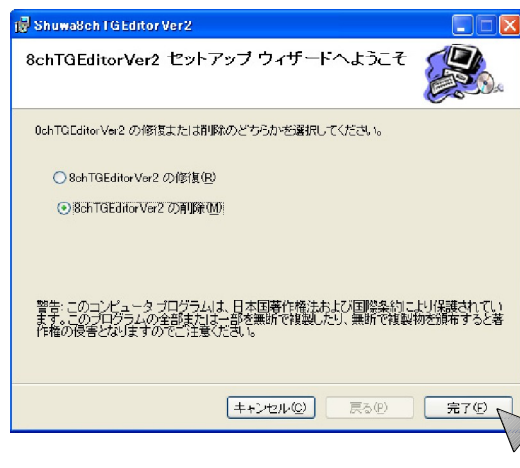 Shuwa8chTGEditorVer2
8chTGEditorVer2 セットアップ ウィザードへようこそ
8chTGEditorVer2 の修復または削除のどちらかを選択してください。
8chTGEditorVer2 の修復(R)
8chTGEditorVer2 の削除(M)
警告: このコンピュータ プログラムは、日本国著作権法および国際条約により保護されてい
ます。このプログラムの全部または一部を無断で複製したり、無断で複製物を頒布すると著
作権の侵害となりますのでご注意ください。
キャンセル(C) 戻る(P) 完了(F)